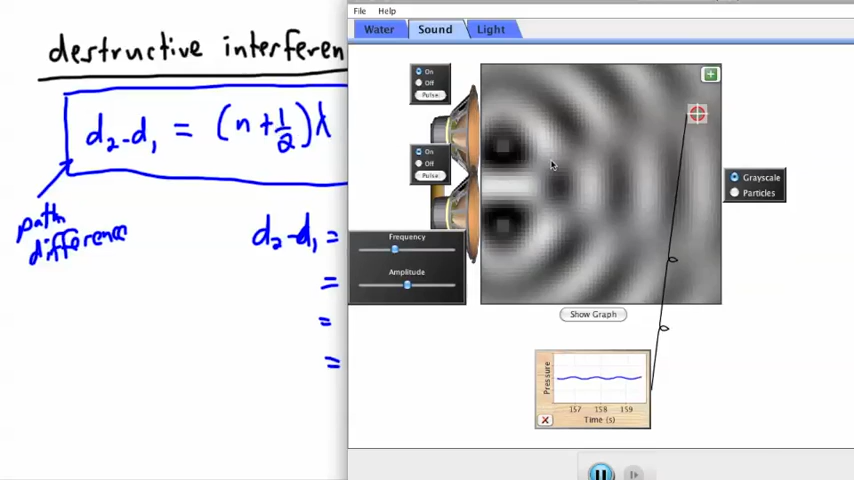 destructive interferen
d₂-d₁ = (n+1/2)λ
path
difference
d₂-d₁ =
=
=
=
File Help
Water Sound Light
On
Off
Pulse
On
Off
Pulse
Frequency
Amplitude
Grayscale
Particles
Show Graph
Pressure
157 158 159
Time (s)